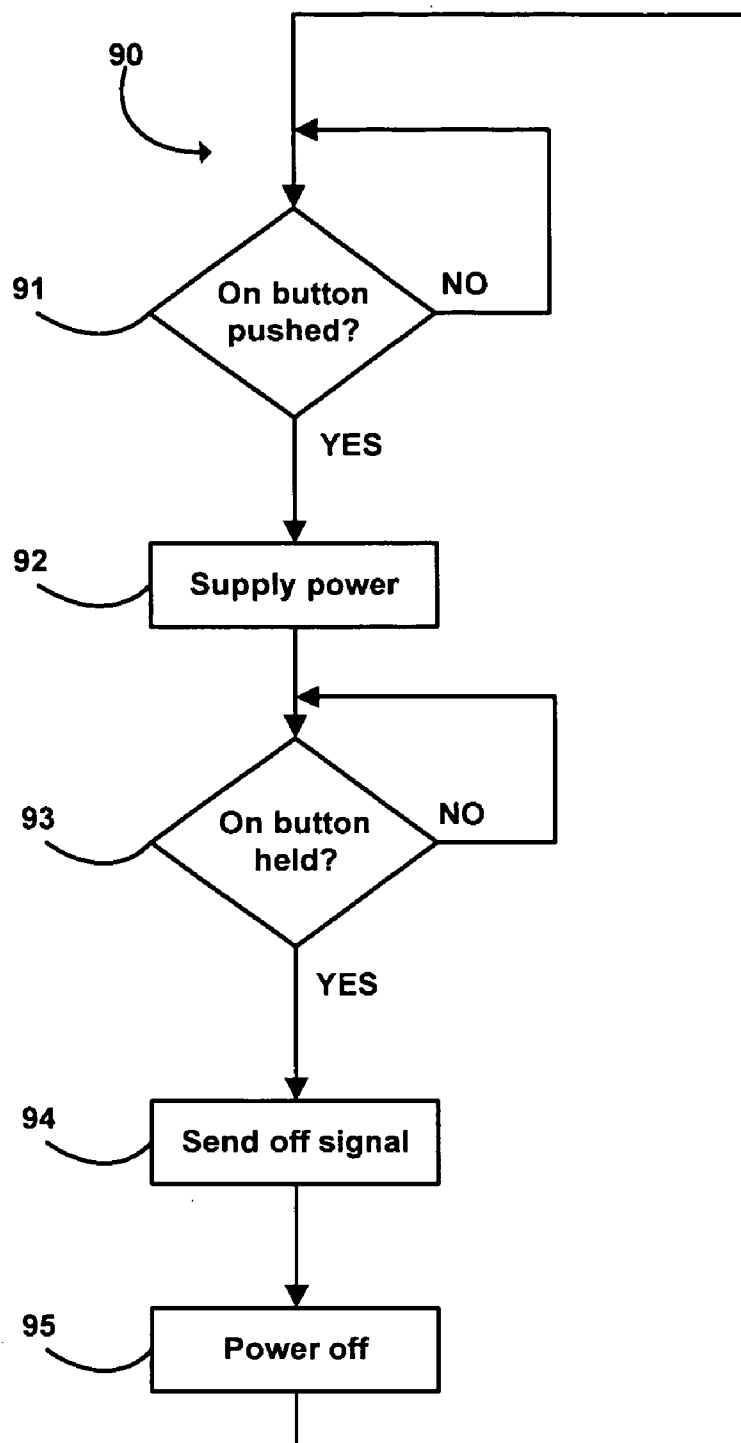 90
91
On button
pushed?
NO
YES
92
Supply power
93
On button
held?
NO
YES
94
Send off signal
95
Power off